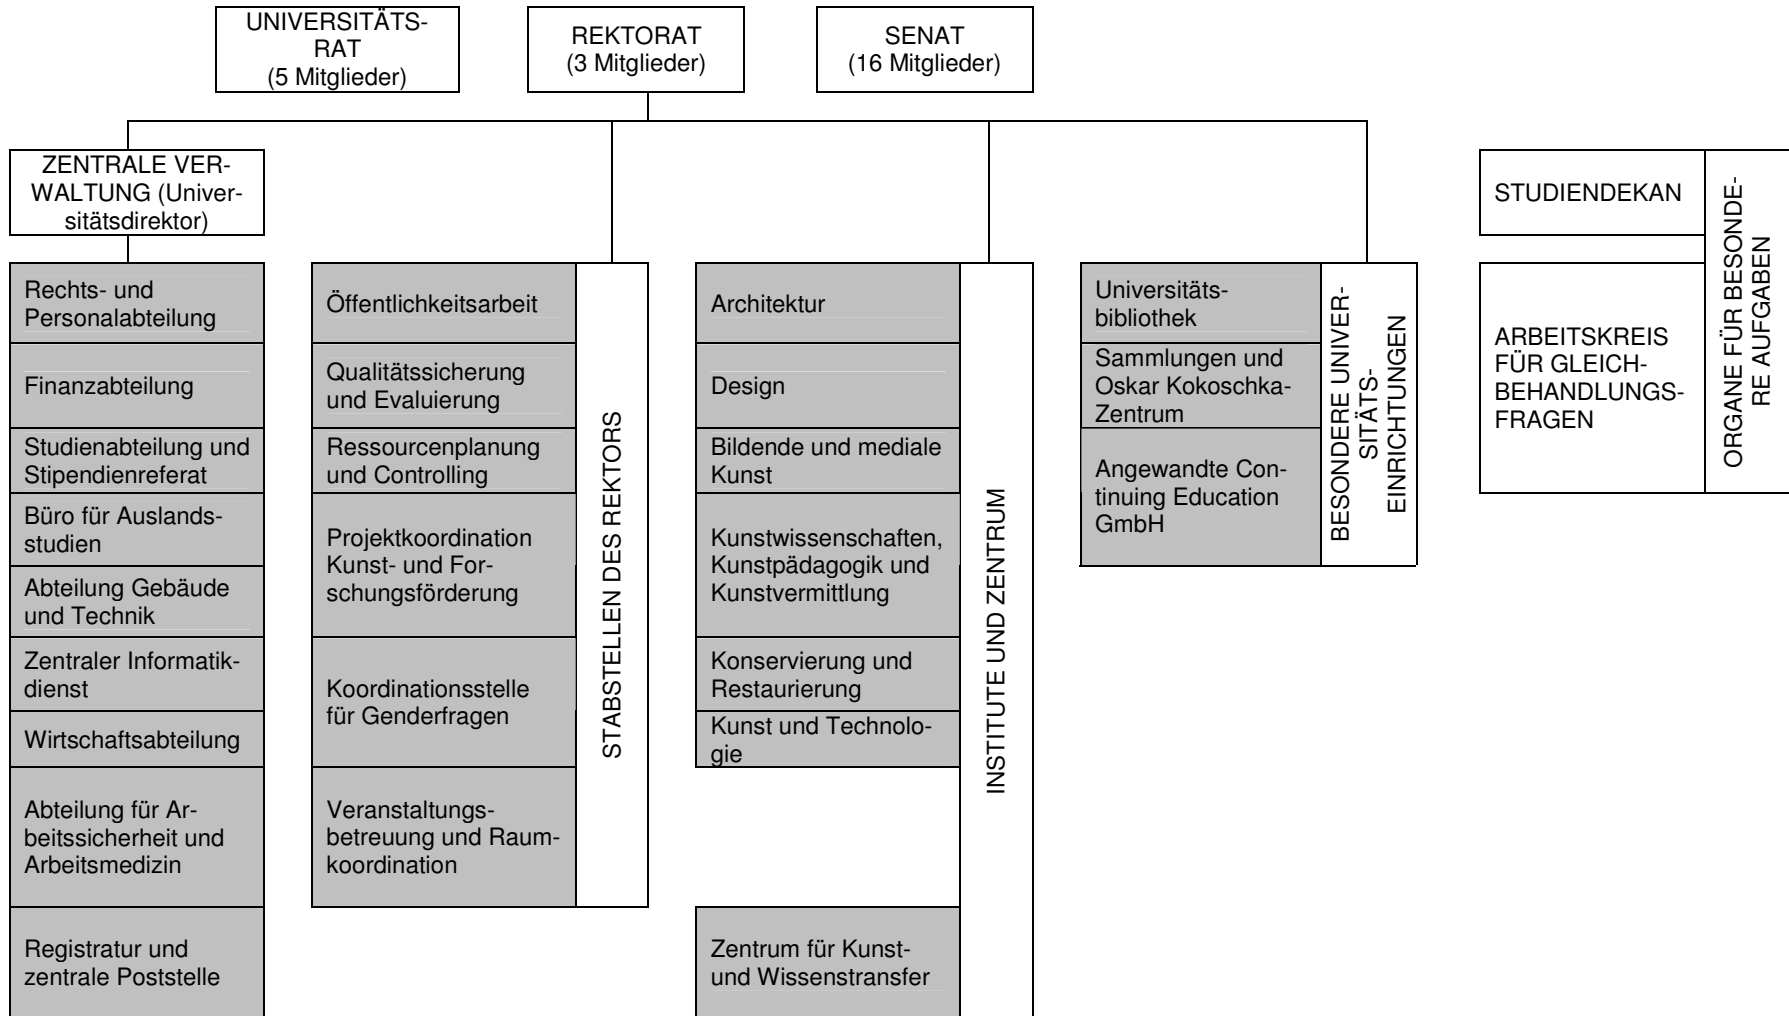 UNIVERSITÄTS-
RAT
(5 Mitglieder)
REKTORAT
(3 Mitglieder)
SENAT
(16 Mitglieder)
ZENTRALE VER-
WALTUNG (Univer-
sitätsdirektor)
Rechts- und
Personalabteilung
Finanzabteilung
Studienabteilung und
Stipendienreferat
Büro für Auslands-
studien
Abteilung Gebäude
und Technik
Zentraler Informatik-
dienst
Wirtschaftsabteilung
Abteilung für Ar-
beitssicherheit und
Arbeitsmedizin
Registratur und
zentrale Poststelle
Öffentlichkeitsarbeit
Qualitätssicherung
und Evaluierung
Ressourcenplanung
und Controlling
Projektkoordination
Kunst- und For-
schungsförderung
Koordinationsstelle
für Genderfragen
Veranstaltungs-
betreuung und Raum-
koordination
STABSTELLEN DES REKTORS
Architektur
Design
Bildende und mediale
Kunst
Kunstwissenschaften,
Kunstpädagogik und
Kunstvermittlung
Konservierung und
Restaurierung
Kunst und Technolo-
gie
Zentrum für Kunst-
und Wissenstransfer
INSTITUTE UND ZENTRUM
Universitäts-
bibliothek
Sammlungen und
Oskar Kokoschka-
Zentrum
Angewandte Con-
tinuing Education
GmbH
BESONDERE UNIVER-
SITÄTS-
EINRICHTUNGEN
STUDIENDEKAN
ARBEITSKREIS
FÜR GLEICH-
BEHANDLUNGS-
FRAGEN
ORGANE FÜR BESONDE-
RE AUFGABEN